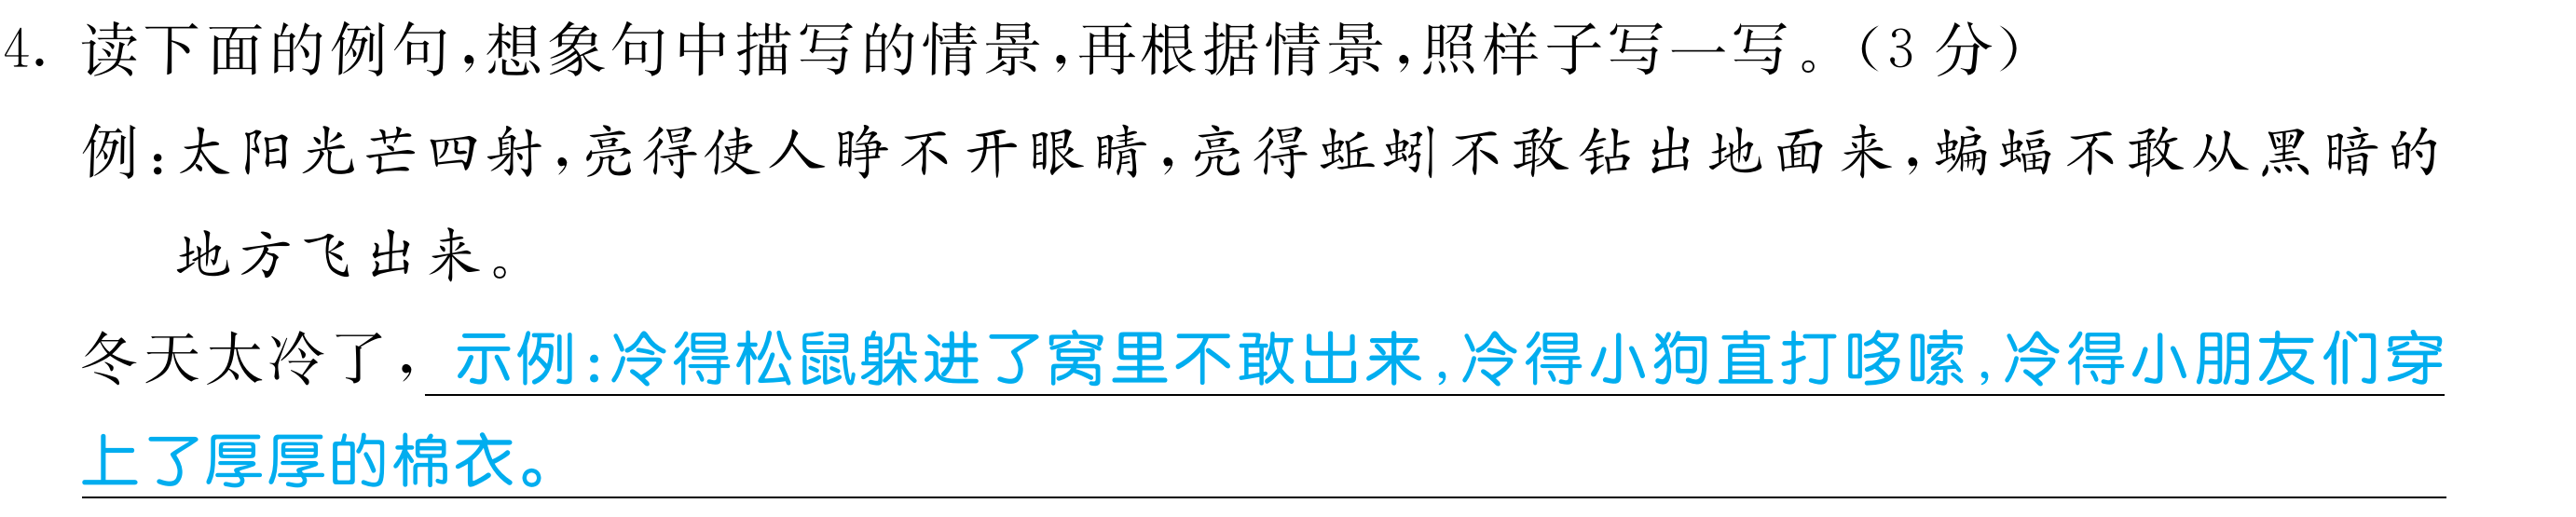 4. 读下面的例句,想象句中描写的情景,再根据情景,照样子写一写。(3 分)
例:太阳光芒四射,亮得使人睁不开眼睛,亮得蚯蚓不敢钻出地面来,蝙蝠不敢从黑暗的
地方飞出来。
冬天太冷了,示例:冷得松鼠躲进了窝里不敢出来,冷得小狗直打哆嗦,冷得小朋友们穿
上了厚厚的棉衣。